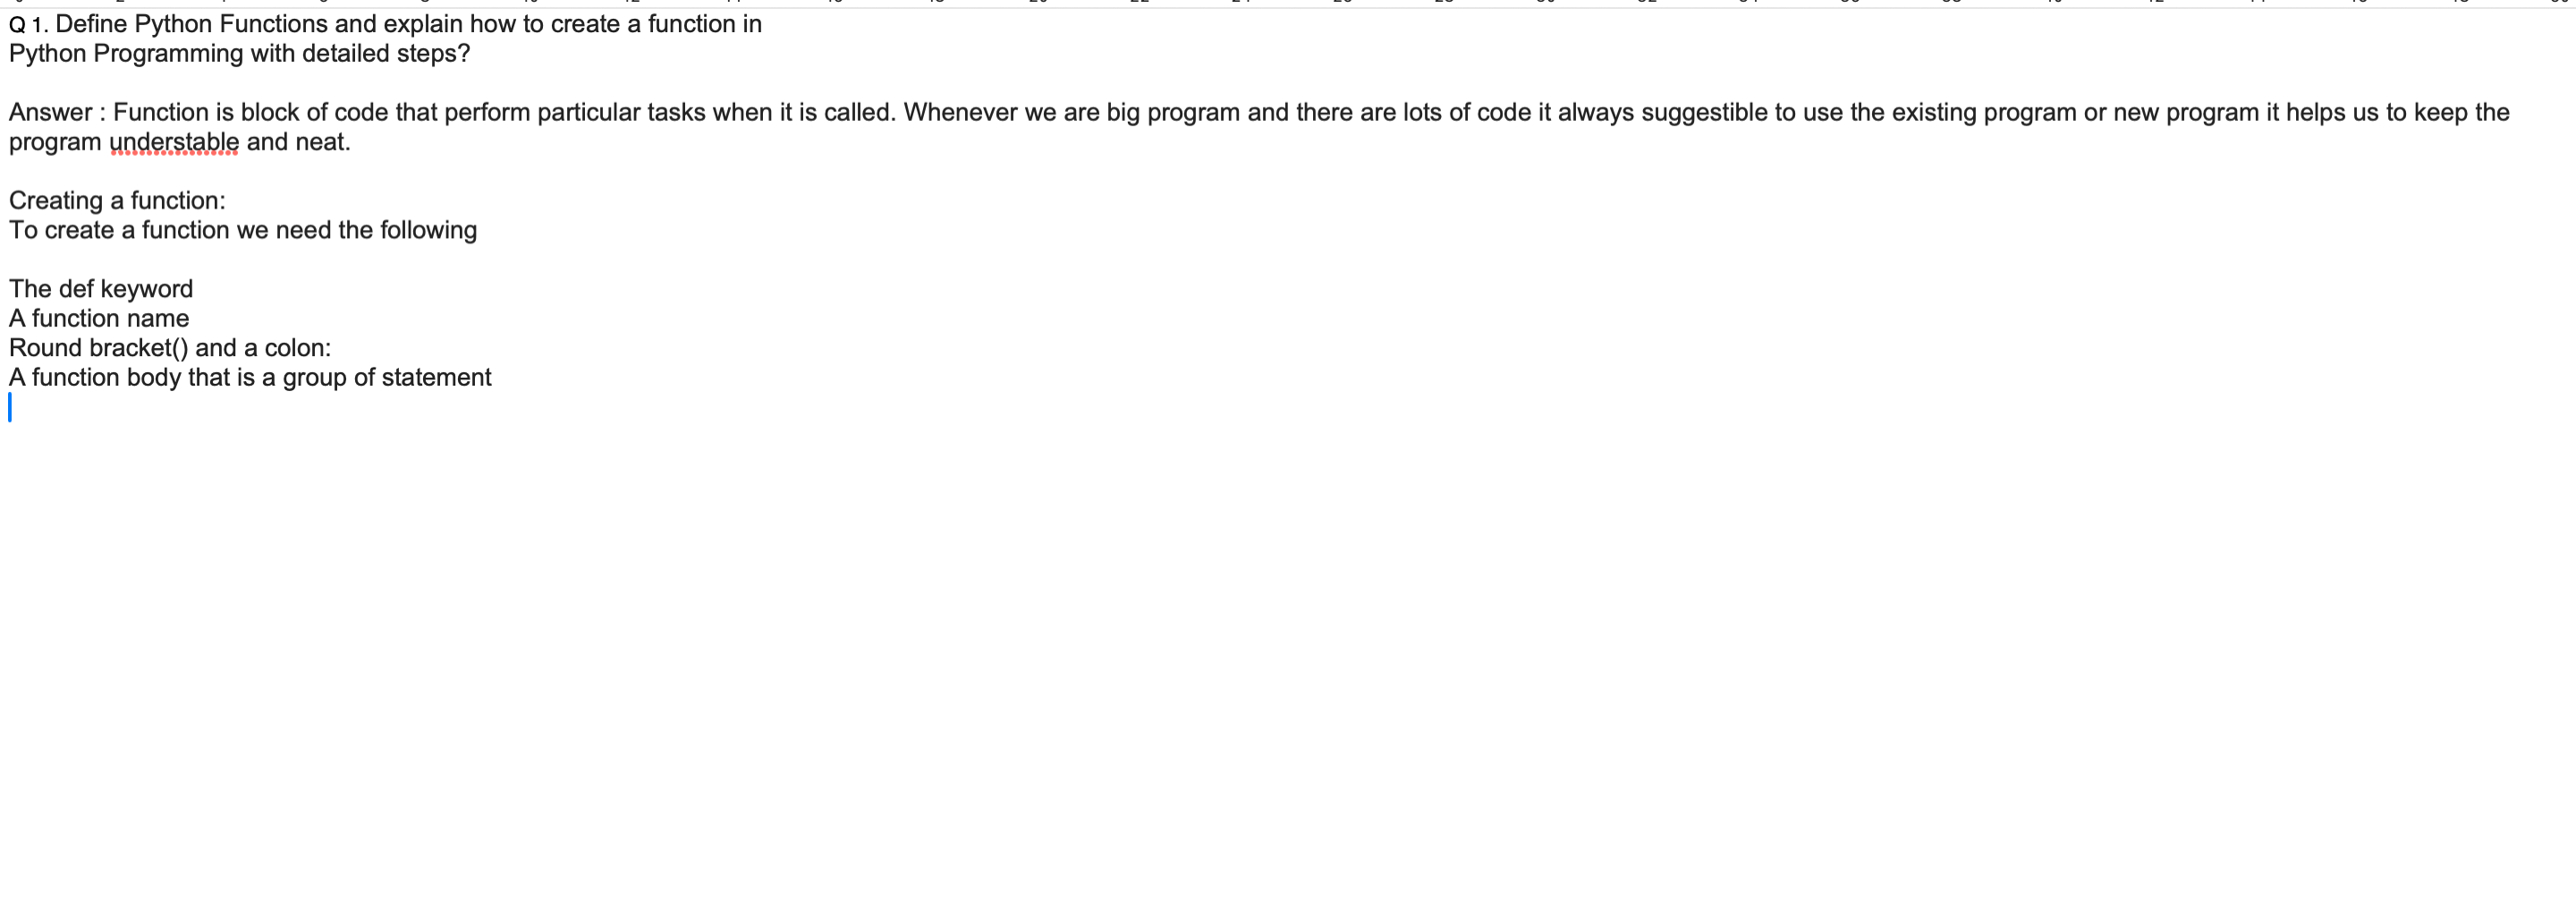 Q 1. Define Python Functions and explain how to create a function in
Python Programming with detailed steps?
Answer : Function is block of code that perform particular tasks when it is called. Whenever we are big program and there are lots of code it always suggestible to use the existing program or new program it helps us to keep the
program understable and neat.
Creating a function:
To create a function we need the following
The def keyword
A function name
Round bracket() and a colon:
A function body that is a group of statement